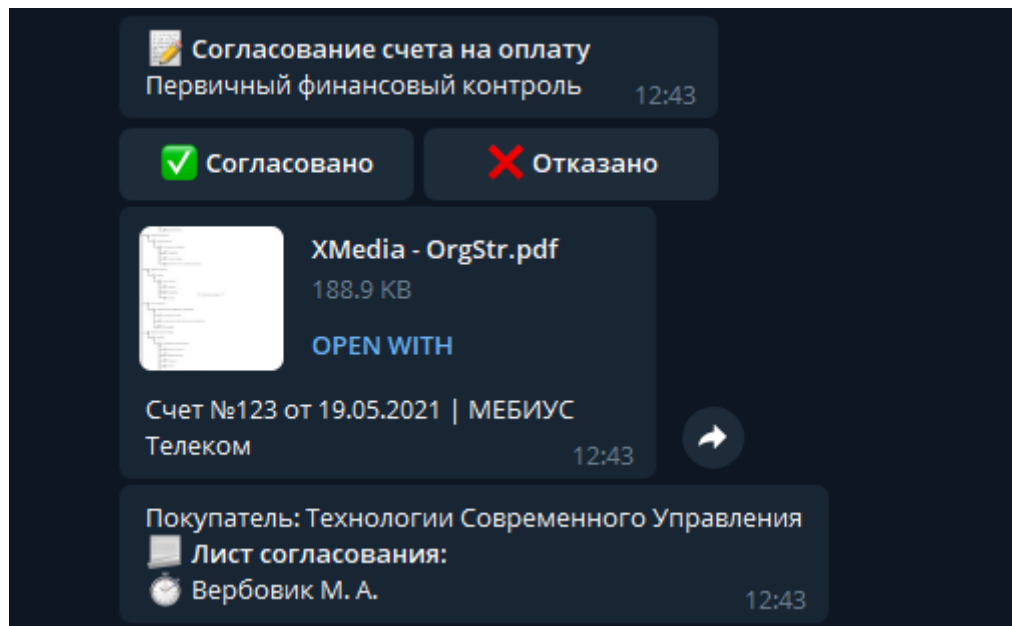 Согласование счета на оплату
Первичный финансовый контроль
12:43
Согласовано
Отказано
XMedia - OrgStr.pdf
188.9 KB
OPEN WITH
Счет №123 от 19.05.2021 | МЕБИУС
Телеком
12:43
Покупатель: Технологии Современного Управления
Лист согласования:
Вербовик М. А.
12:43